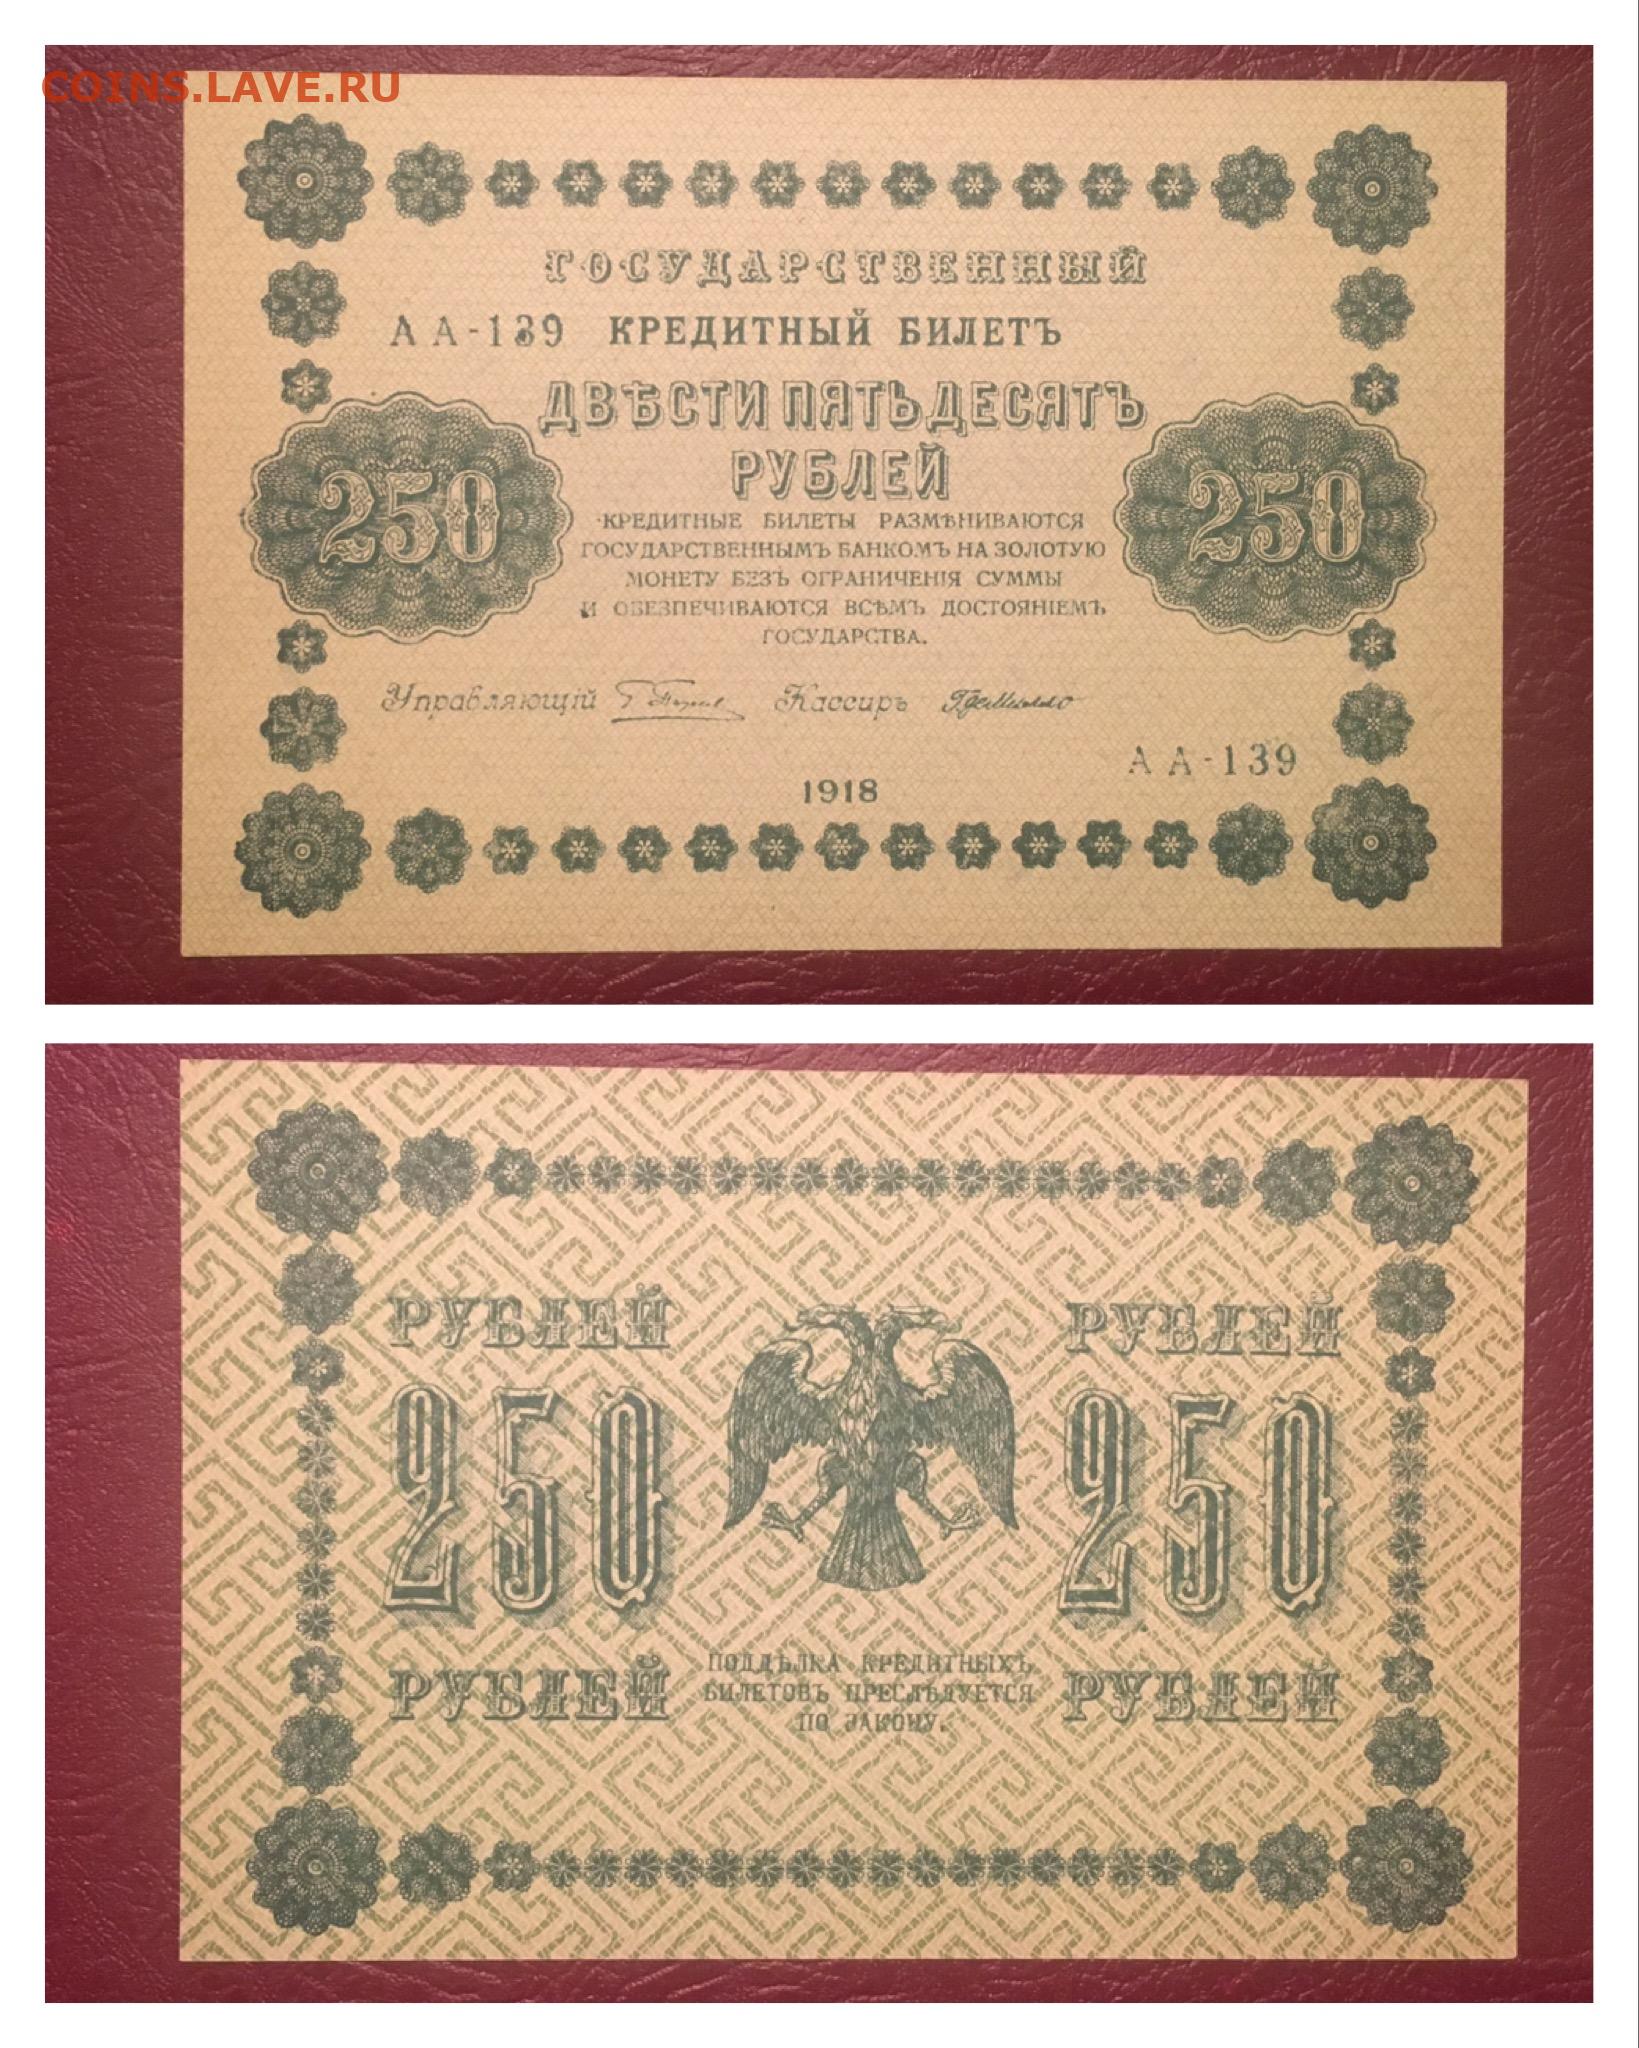 COINS.LAVE.RU
ГОСУДАРСТВЕННЫЙ
АА-139 КРЕДИТНЫЙ БИЛЕТЪ
ДВѢСТИ ПЯТЬДЕСЯТЪ
РУБЛЕЙ
250 250
КРЕДИТНЫЕ БИЛЕТЫ РАЗМѢНИВАЮТСЯ
ГОСУДАРСТВЕННЫМЪ БАНКОМЪ НА ЗОЛОТУЮ
МОНЕТУ БЕЗЪ ОГРАНИЧЕНІЯ СУММЫ
И ОБЕЗПЕЧИВАЮТСЯ ВСѢМЪ ДОСТОЯНІЕМЪ
ГОСУДАРСТВА.
Управляющій Кассиръ
АА-139
1918
РУБЛЕЙ РУБЛЕЙ
250 250
РУБЛЕЙ РУБЛЕЙ
ПОДДѢЛКА КРЕДИТНЫХЪ
БИЛЕТОВЪ ПРЕСЛѢДУЕТСЯ
ПО ЗАКОНУ.